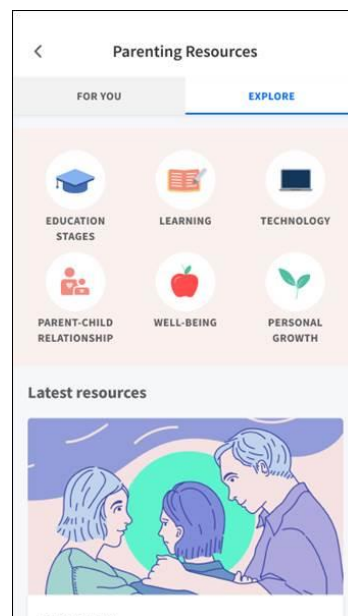 Parenting Resources
FOR YOU
EXPLORE
EDUCATION
STAGES
LEARNING
TECHNOLOGY
PARENT-CHILD
RELATIONSHIP
WELL-BEING
PERSONAL
GROWTH
Latest resources